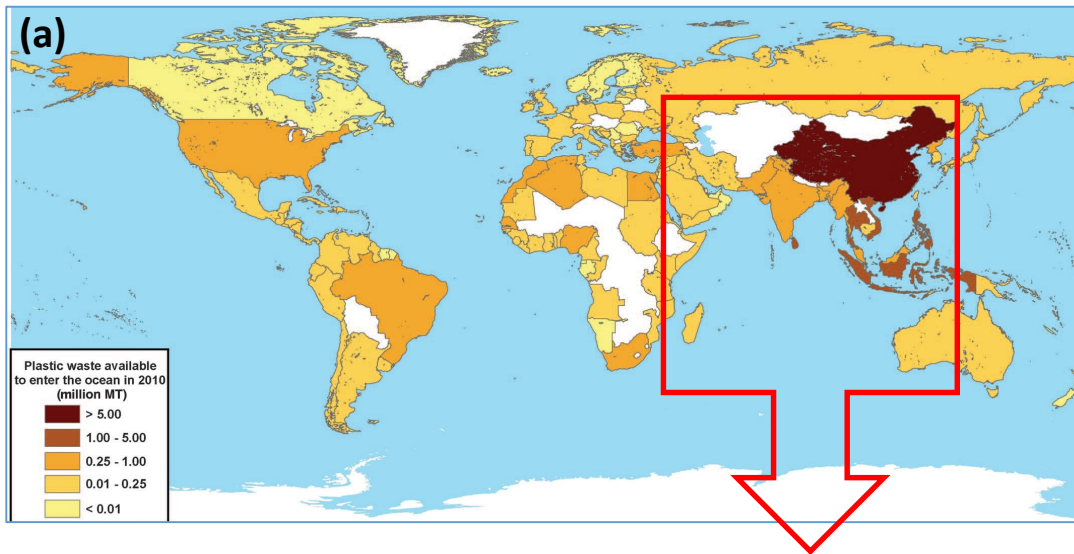 (a)
Plastic waste available
to enter the ocean in 2010
(million MT)
> 5.00
1.00 - 5.00
0.25 - 1.00
0.01 - 0.25
< 0.01